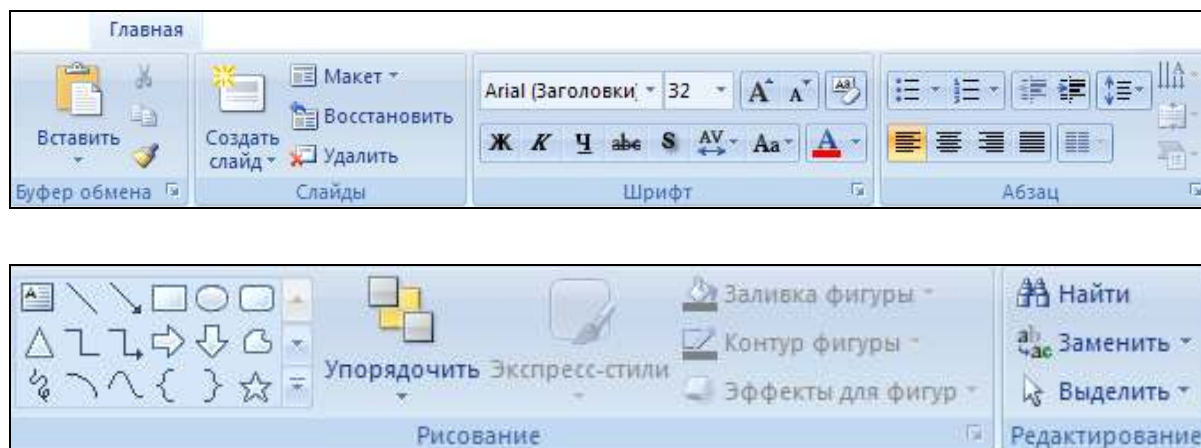 Главная
Вставить
Создать слайд
Макет
Восстановить
Удалить
Arial (Заголовки 32
Ж К Ч abc S AV Aa А
Буфер обмена Слайды Шрифт Абзац
Упорядочить Экспресс-стили
Заливка фигуры
Контур фигуры
Эффекты для фигур
Найти
Заменить
Выделить
Рисование Редактирование